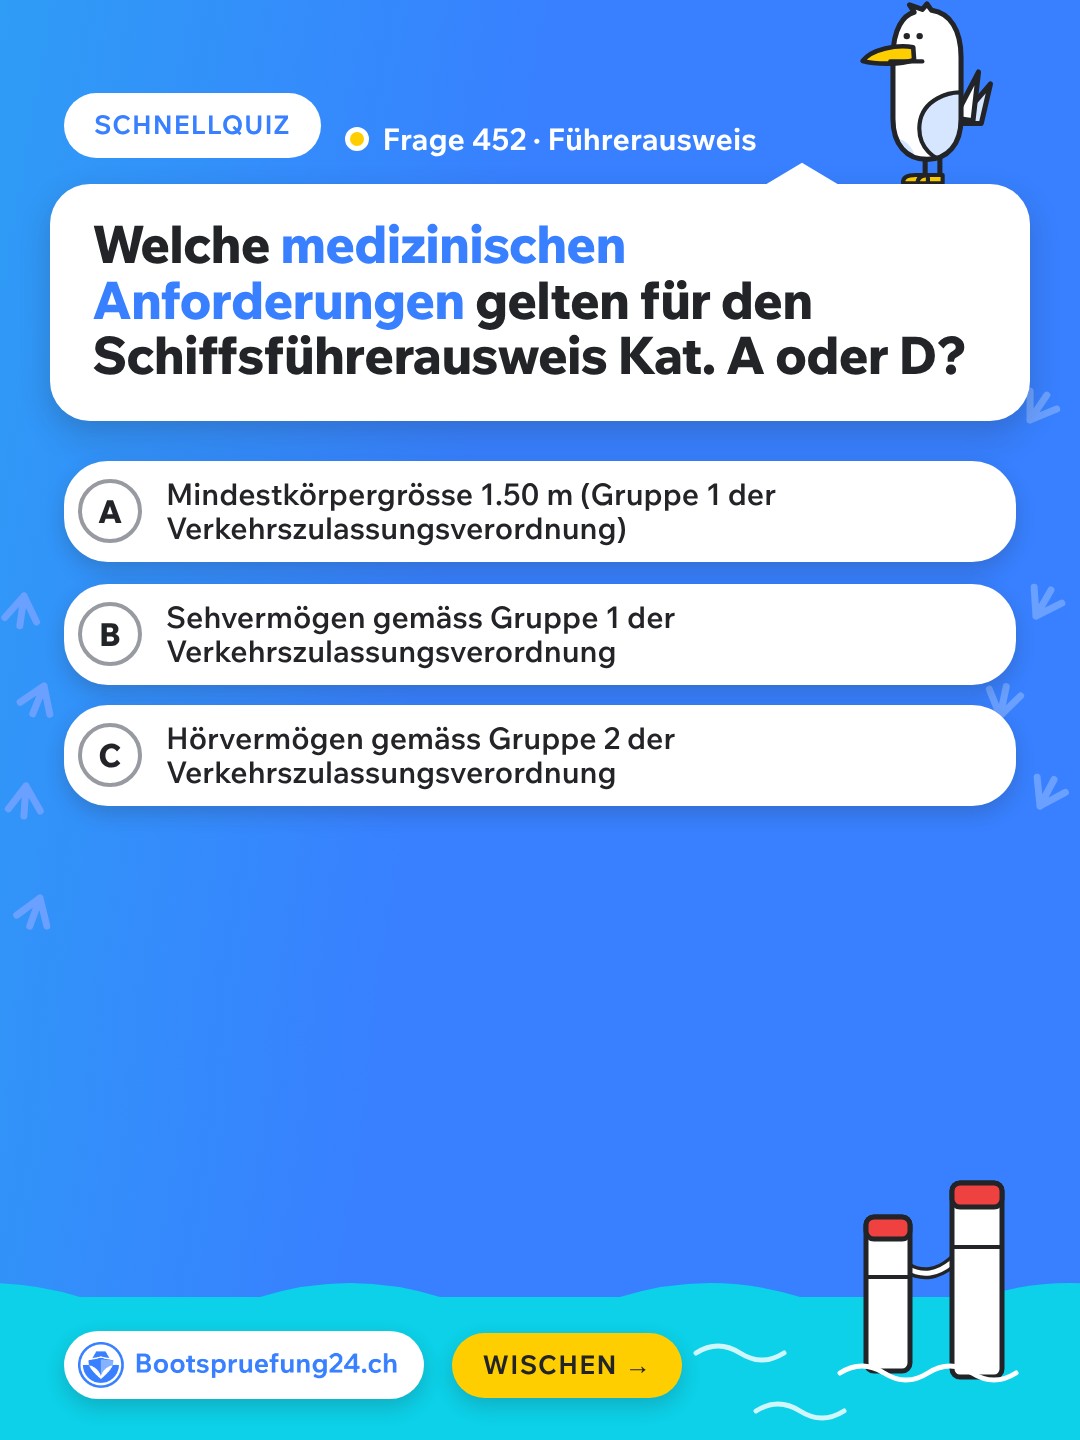 SCHNELLQUIZ
Frage 452 · Führerausweis
Welche medizinischen
Anforderungen gelten für den
Schiffsführerausweis Kat. A oder D?
A
Mindestkörpergrösse 1.50 m (Gruppe 1 der
Verkehrszulassungsverordnung)
B
Sehvermögen gemäss Gruppe 1 der
Verkehrszulassungsverordnung
C
Hörvermögen gemäss Gruppe 2 der
Verkehrszulassungsverordnung
Bootspruefung24.ch
WISCHEN →